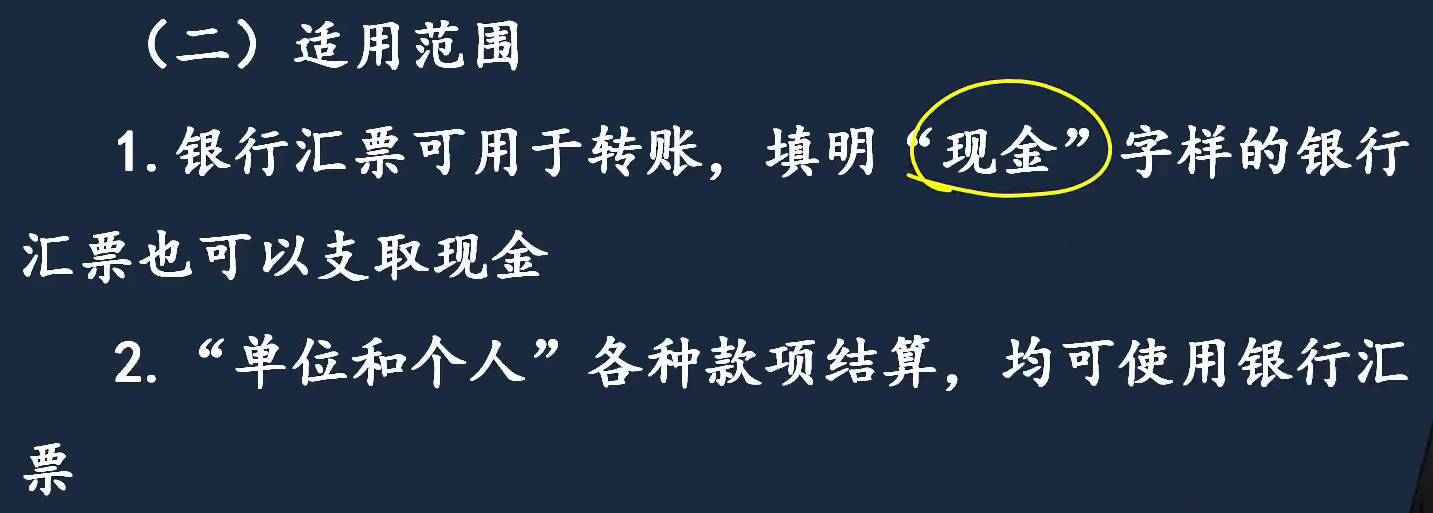 （二）适用范围
1.银行汇票可用于转账，填明“现金”字样的银行
汇票也可以支取现金
2.“单位和个人”各种款项结算，均可使用银行汇
票